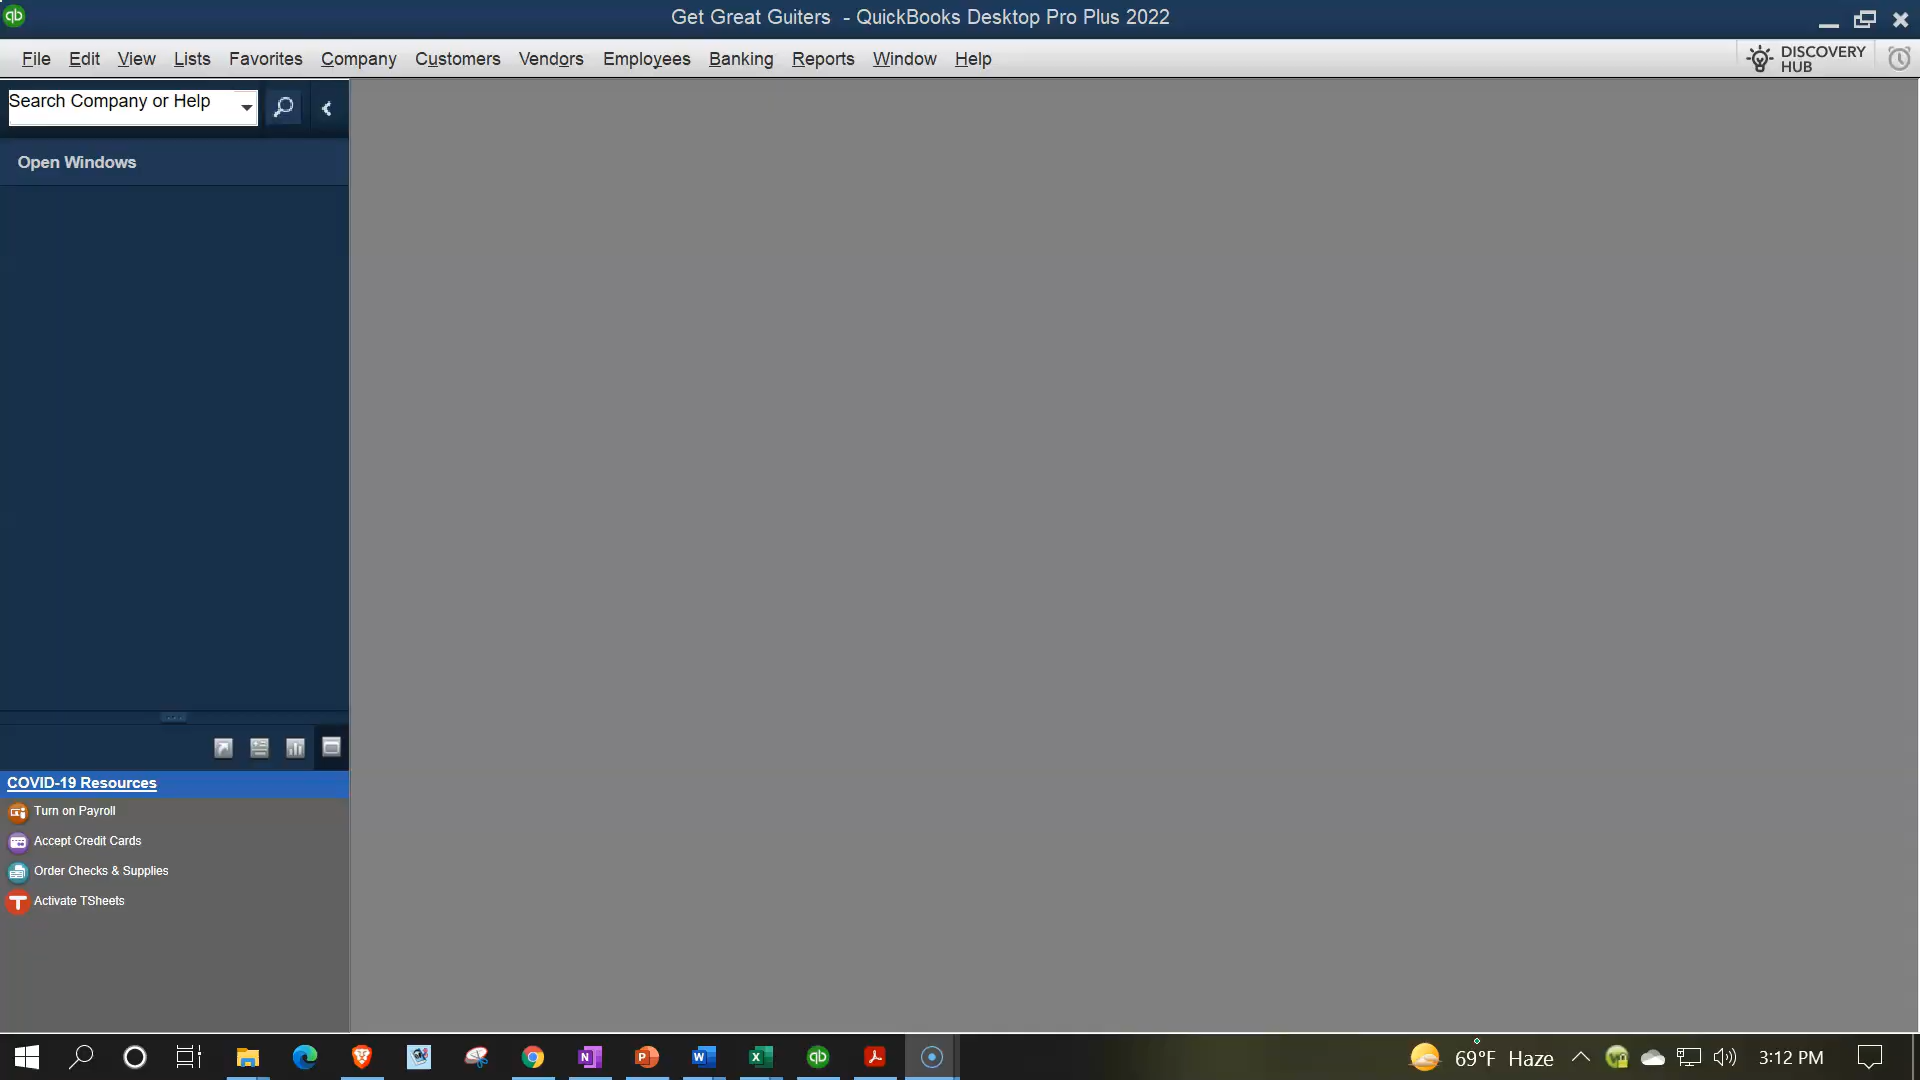 qb
Get Great Guiters - QuickBooks Desktop Pro Plus 2022
File Edit View Lists Favorites Company Customers Vendors Employees Banking Reports Window Help
DISCOVERY
HUB
Search Company or Help
Open Windows
COVID-19 Resources
Turn on Payroll
Accept Credit Cards
Order Checks & Supplies
Activate TSheets
N
P
W
X
qb
69°F Haze
3:12 PM